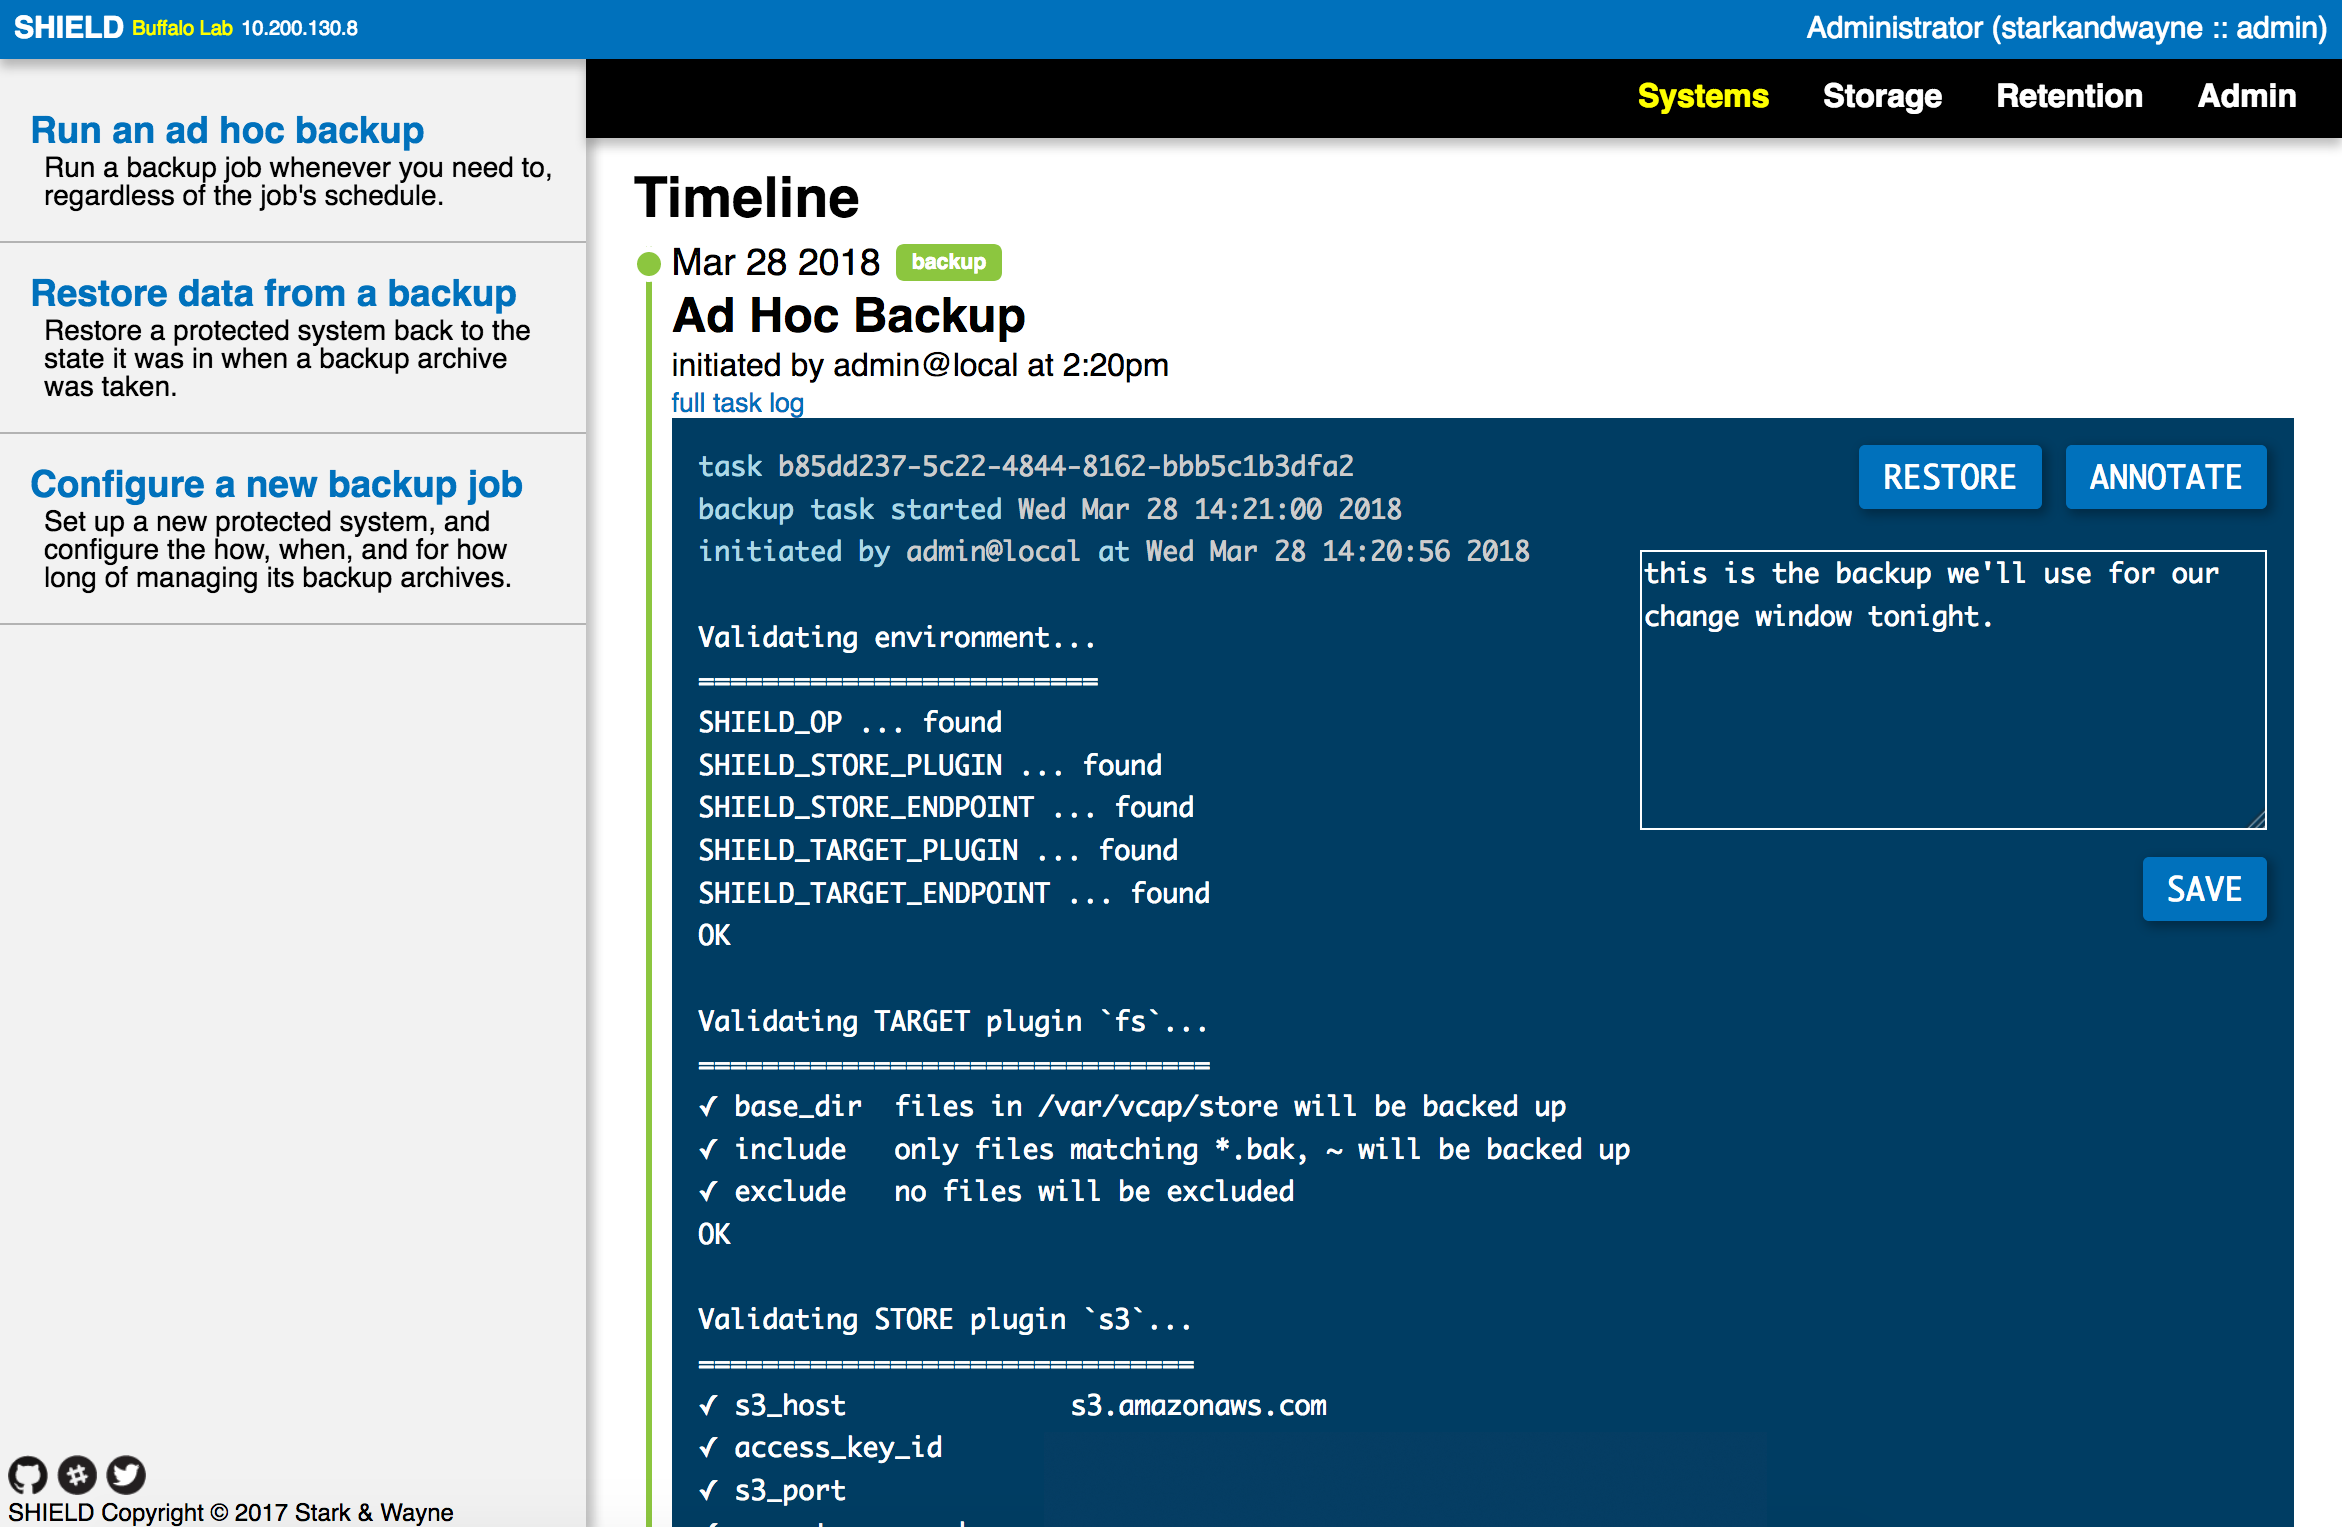 SHIELD Buffalo Lab 10.200.130.8
Administrator (starkandwayne :: admin)
Systems Storage Retention Admin
Run an ad hoc backup
Run a backup job whenever you need to,
regardless of the job's schedule.
Restore data from a backup
Restore a protected system back to the
state it was in when a backup archive
was taken.
Configure a new backup job
Set up a new protected system, and
configure the how, when, and for how
long of managing its backup archives.
SHIELD Copyright © 2017 Stark & Wayne
Timeline
Mar 28 2018 backup
Ad Hoc Backup
initiated by admin@local at 2:20pm
full task log
task b85dd237-5c22-4844-8162-bbb5c1b3dfa2
backup task started Wed Mar 28 14:21:00 2018
initiated by admin@local at Wed Mar 28 14:20:56 2018
RESTORE ANNOTATE
this is the backup we'll use for our
change window tonight.
SAVE
Validating environment...
=========================
SHIELD_OP ... found
SHIELD_STORE_PLUGIN ... found
SHIELD_STORE_ENDPOINT ... found
SHIELD_TARGET_PLUGIN ... found
SHIELD_TARGET_ENDPOINT ... found
OK
Validating TARGET plugin `fs`...
================================
✓ base_dir files in /var/vcap/store will be backed up
✓ include only files matching *.bak, ~ will be backed up
✓ exclude no files will be excluded
OK
Validating STORE plugin `s3`...
===============================
✓ s3_host s3.amazonaws.com
✓ access_key_id
✓ s3_port